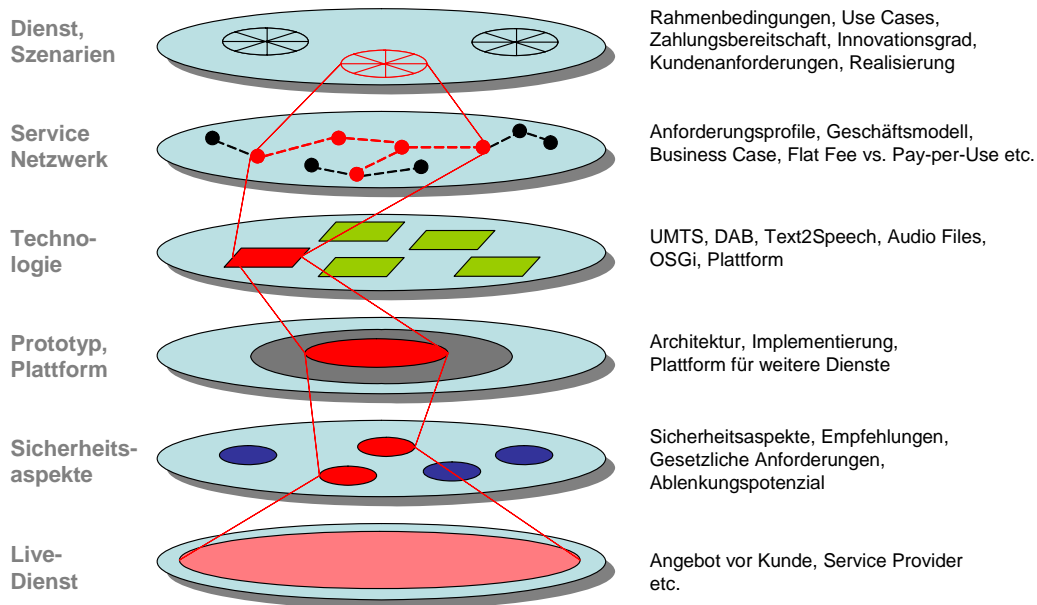 Dienst,
Szenarien
Rahmenbedingungen, Use Cases,
Zahlungsbereitschaft, Innovationsgrad,
Kundenanforderungen, Realisierung
Service
Netzwerk
Anforderungsprofile, Geschäftsmodell,
Business Case, Flat Fee vs. Pay-per-Use etc.
Techno-
logie
UMTS, DAB, Text2Speech, Audio Files,
OSGi, Plattform
Prototyp,
Plattform
Architektur, Implementierung,
Plattform für weitere Dienste
Sicherheits-
aspekte
Sicherheitsaspekte, Empfehlungen,
Gesetzliche Anforderungen,
Ablenkungspotenzial
Live-
Dienst
Angebot vor Kunde, Service Provider
etc.